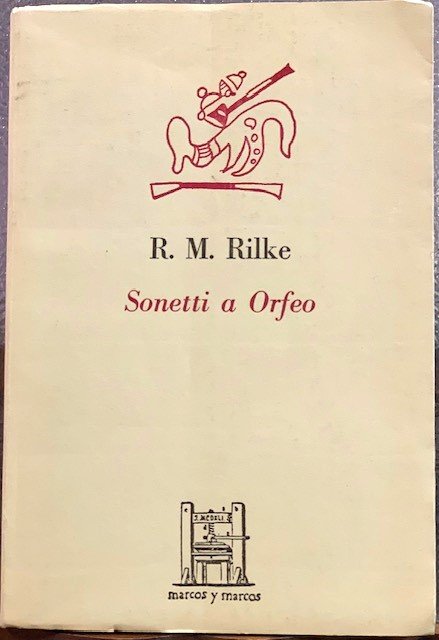 R. M. Rilke
Sonetti a Orfeo
marcos y marcos